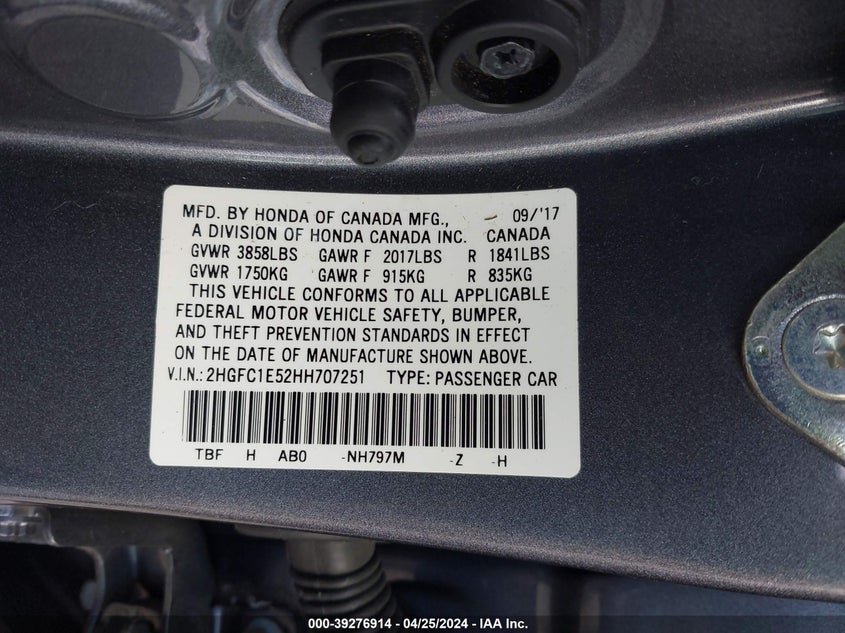 MFD. BY HONDA OF CANADA MFG., - 09/'17
A DIVISION OF HONDA CANADA INC. CANADA
GVWR 3858LBS GAWR F 2017LBS R 1841LBS
GVWR 1750KG GAWR F 915KG R 835KG
THIS VEHICLE CONFORMS TO ALL APPLICABLE
FEDERAL MOTOR VEHICLE SAFETY, BUMPER,
AND THEFT PREVENTION STANDARDS IN EFFECT
ON THE DATE OF MANUFACTURE SHOWN ABOVE.
V.I.N.: 2HGFC1E52HH707251 TYPE: PASSENGER CAR
TBF H AB0 -NH797M -Z -H
000-39276914 / 04/25/2024 - IAA Inc.